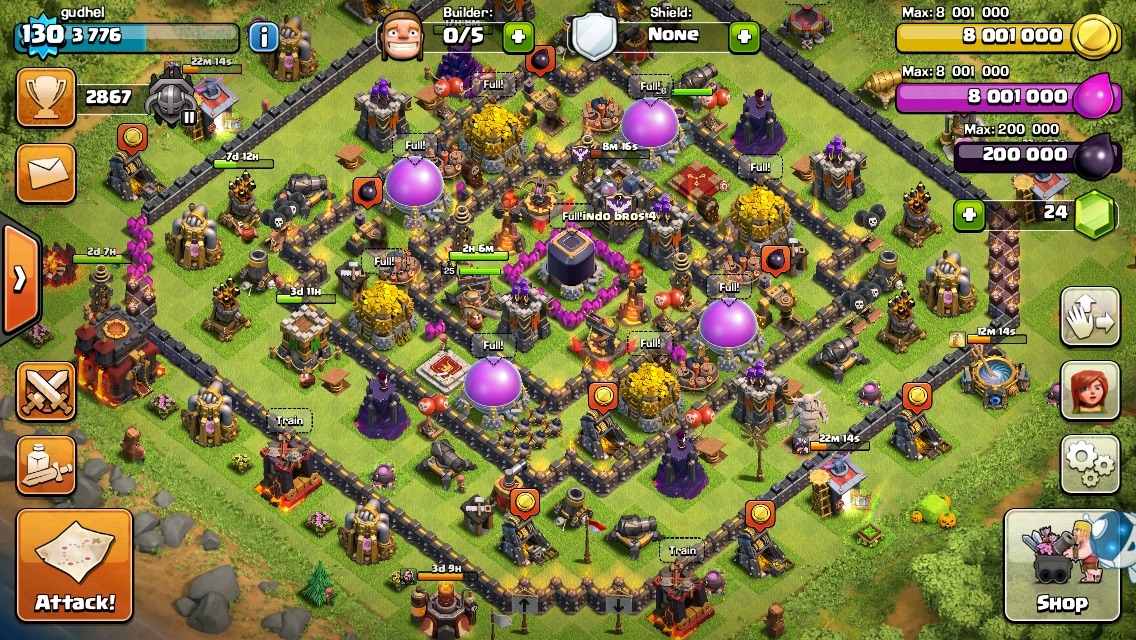 gudhel
130 3 776
Builder:
0/5
Shield:
None
Max: 8 001 000
8 001 000
Max: 8 001 000
8 001 000
Max: 200 000
200 000
24
2867
22m 14s
Full!
Full!
Full!
8m 16s
7d 12h
Full!
Full!
INDO BROS 4
2d 7h
2h 6m
25
Full!
Full!
3d 11h
12m 14s
Full!
Full!
Train
22m 14s
Train
3d 9h
Attack!
Shop